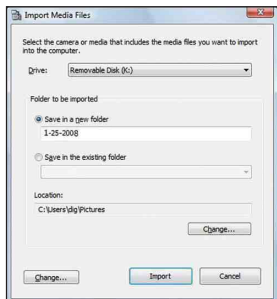 Import Media Files
Select the camera or media that includes the media files you want to import
into the computer.
Drive:
Removable Disk (K:)
Folder to be imported
Save in a new folder
1-25-2008
Save in the existing folder
Location:
C:\Users\dig\Pictures
Change...
Change...
Import
Cancel